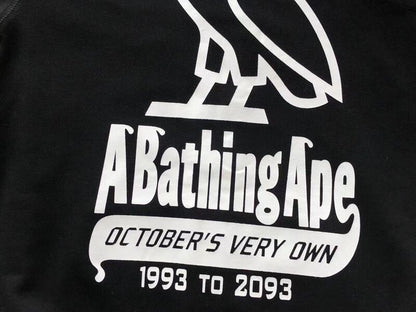 A Bathing Ape
OCTOBER'S VERY OWN
1993 TO 2093